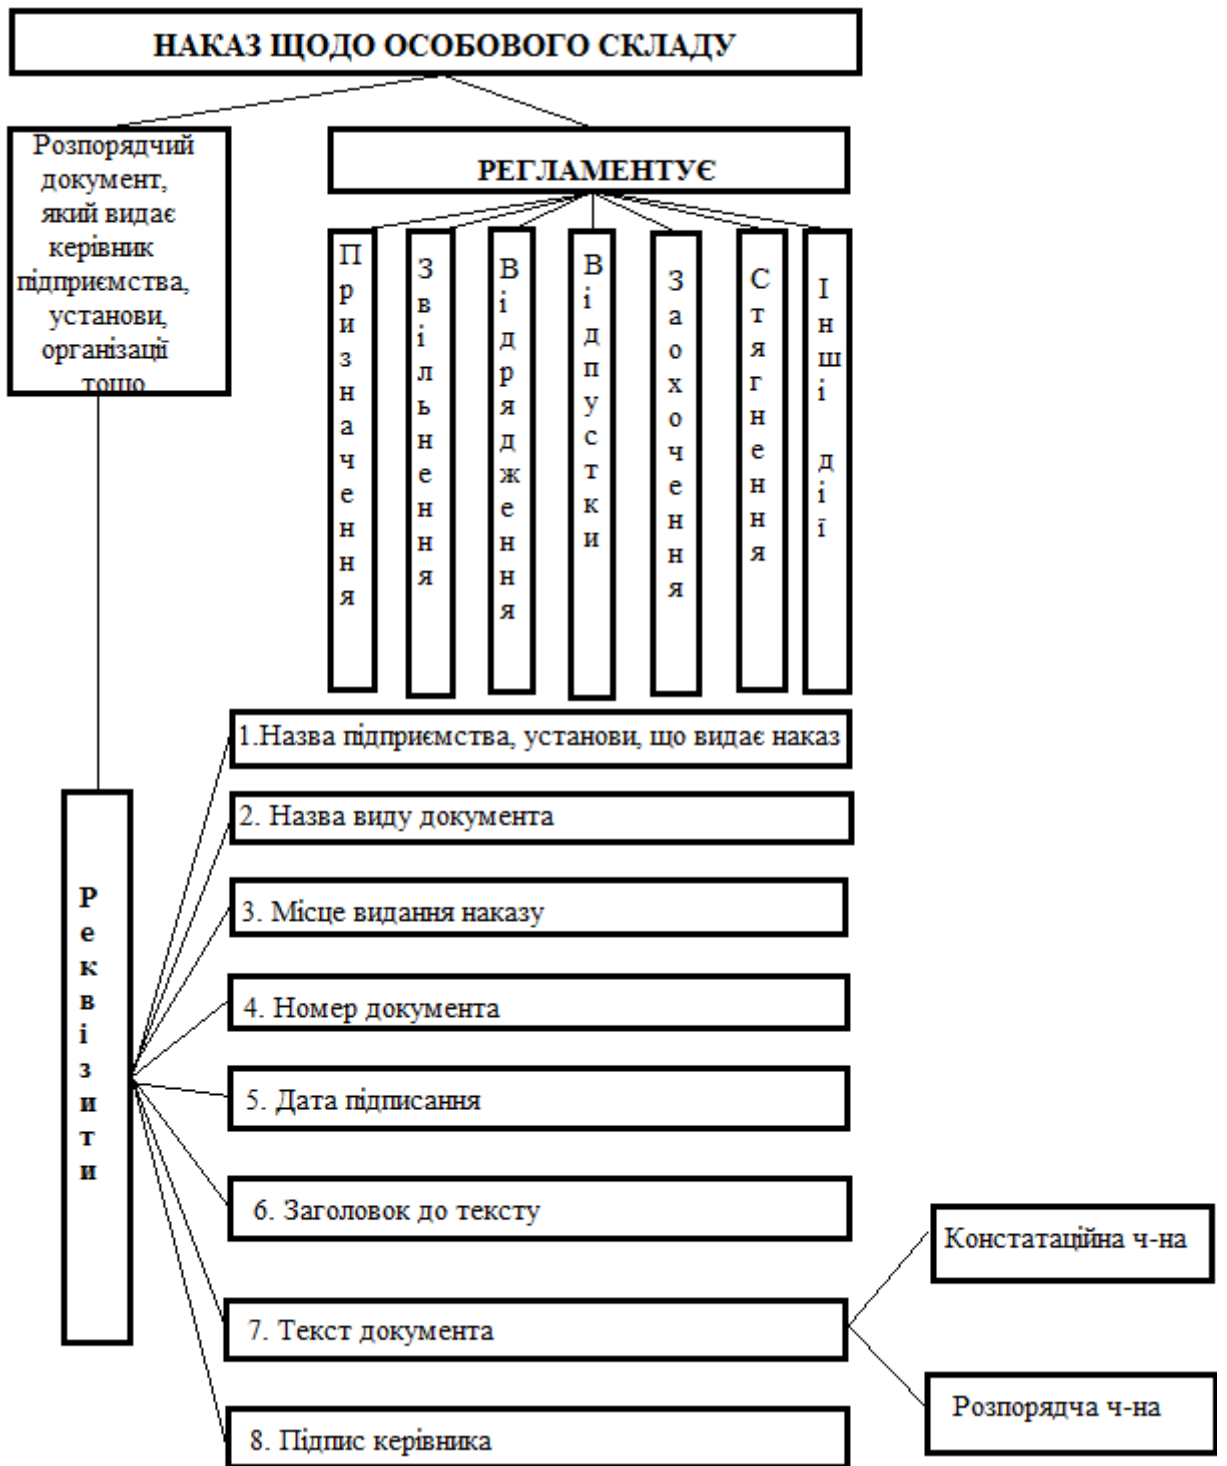 НАКАЗ ЩОДО ОСОБОВОГО СКЛАДУ
Розпорядчий
документ,
який видає
керівник
підприємства,
установи,
організації
тощо
РЕГЛАМЕНТУЄ
Призначення
Звільнення
Відрядження
Відпустки
Заохочення
Стягнення
Інші дії
Реквізити
1.Назва підприємства, установи, що видає наказ
2. Назва виду документа
3. Місце видання наказу
4. Номер документа
5. Дата підписання
6. Заголовок до тексту
7. Текст документа
Констатаційна ч-на
Розпорядча ч-на
8. Підпис керівника